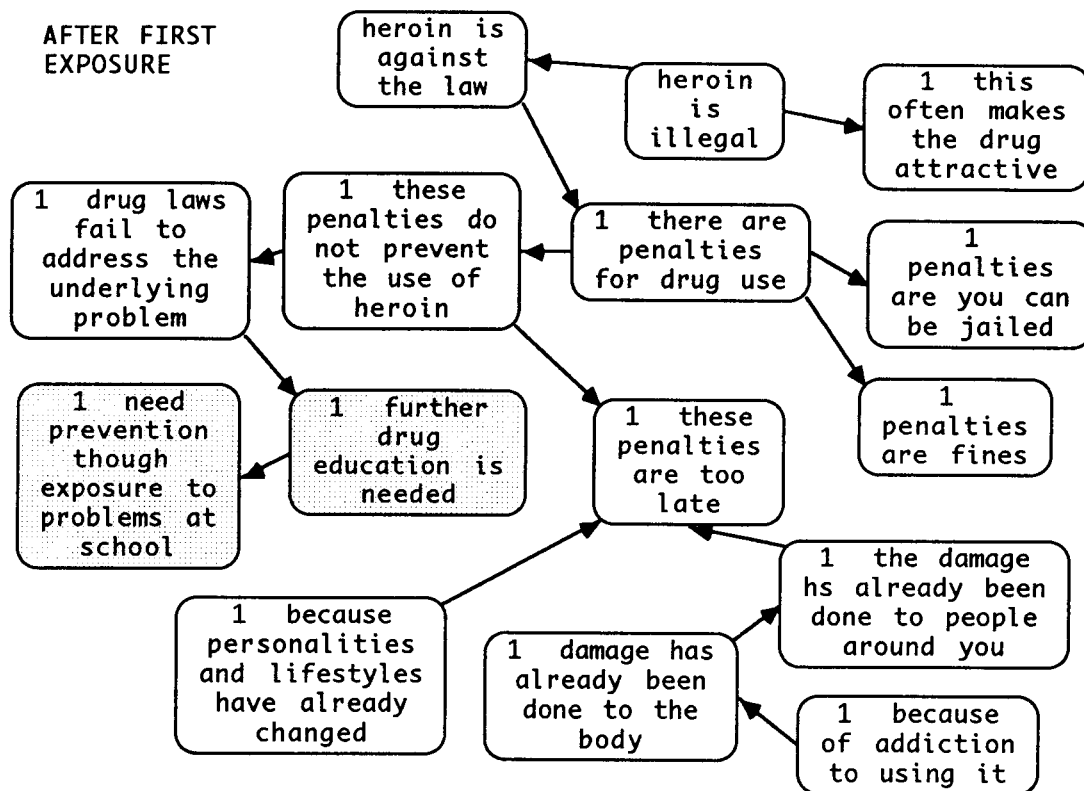 AFTER FIRST
EXPOSURE
heroin is
against
the law
heroin
is
illegal
1 this
often makes
the drug
attractive
1 drug laws
fail to
address the
underlying
problem
1 these
penalties do
not prevent
the use of
heroin
1 there are
penalties
for drug use
1
penalties
are you can
be jailed
1 need
prevention
though
exposure to
problems at
school
1 further
drug
education is
needed
1 these
penalties
are too
late
1
penalties
are fines
1 because
personalities
and lifestyles
have already
changed
1 damage has
already been
done to the
body
1 the damage
hs already been
done to people
around you
1 because
of addiction
to using it